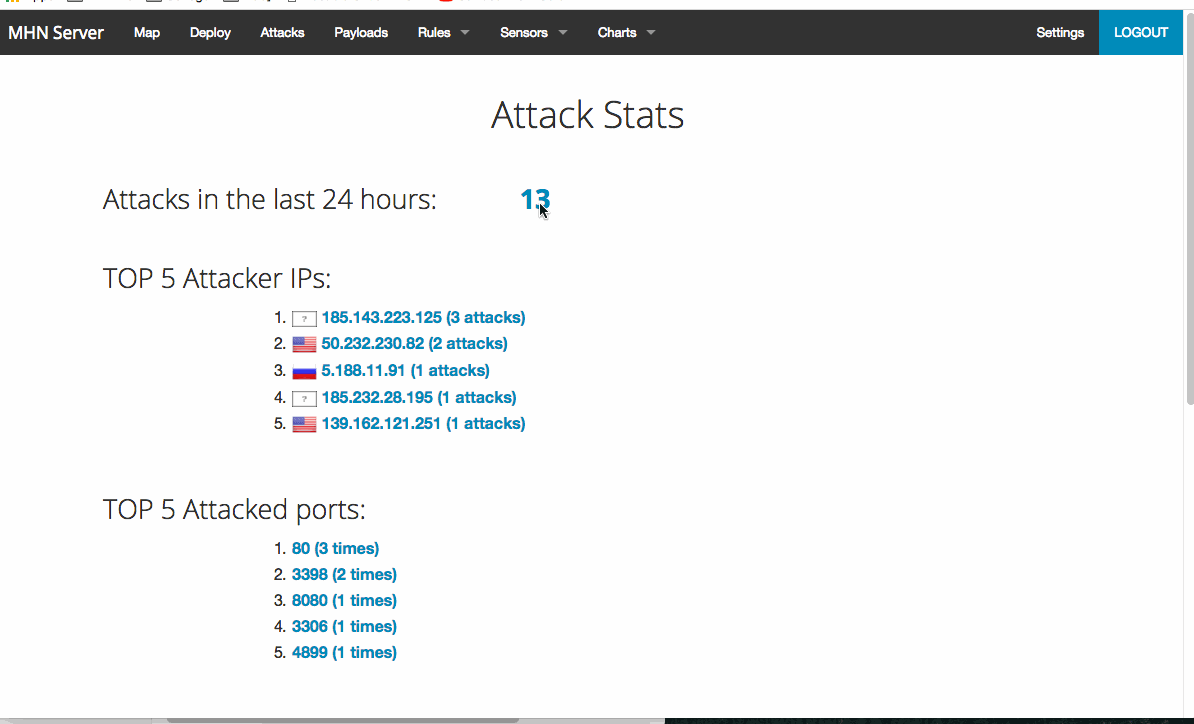 MHN Server Map Deploy Attacks Payloads Rules Sensors Charts Settings LOGOUT
Attack Stats
Attacks in the last 24 hours: 13
TOP 5 Attacker IPs:
1. ? 185.143.223.125 (3 attacks)
2. 50.232.230.82 (2 attacks)
3. 5.188.11.91 (1 attacks)
4. ? 185.232.28.195 (1 attacks)
5. 139.162.121.251 (1 attacks)
TOP 5 Attacked ports:
1. 80 (3 times)
2. 3398 (2 times)
3. 8080 (1 times)
4. 3306 (1 times)
5. 4899 (1 times)